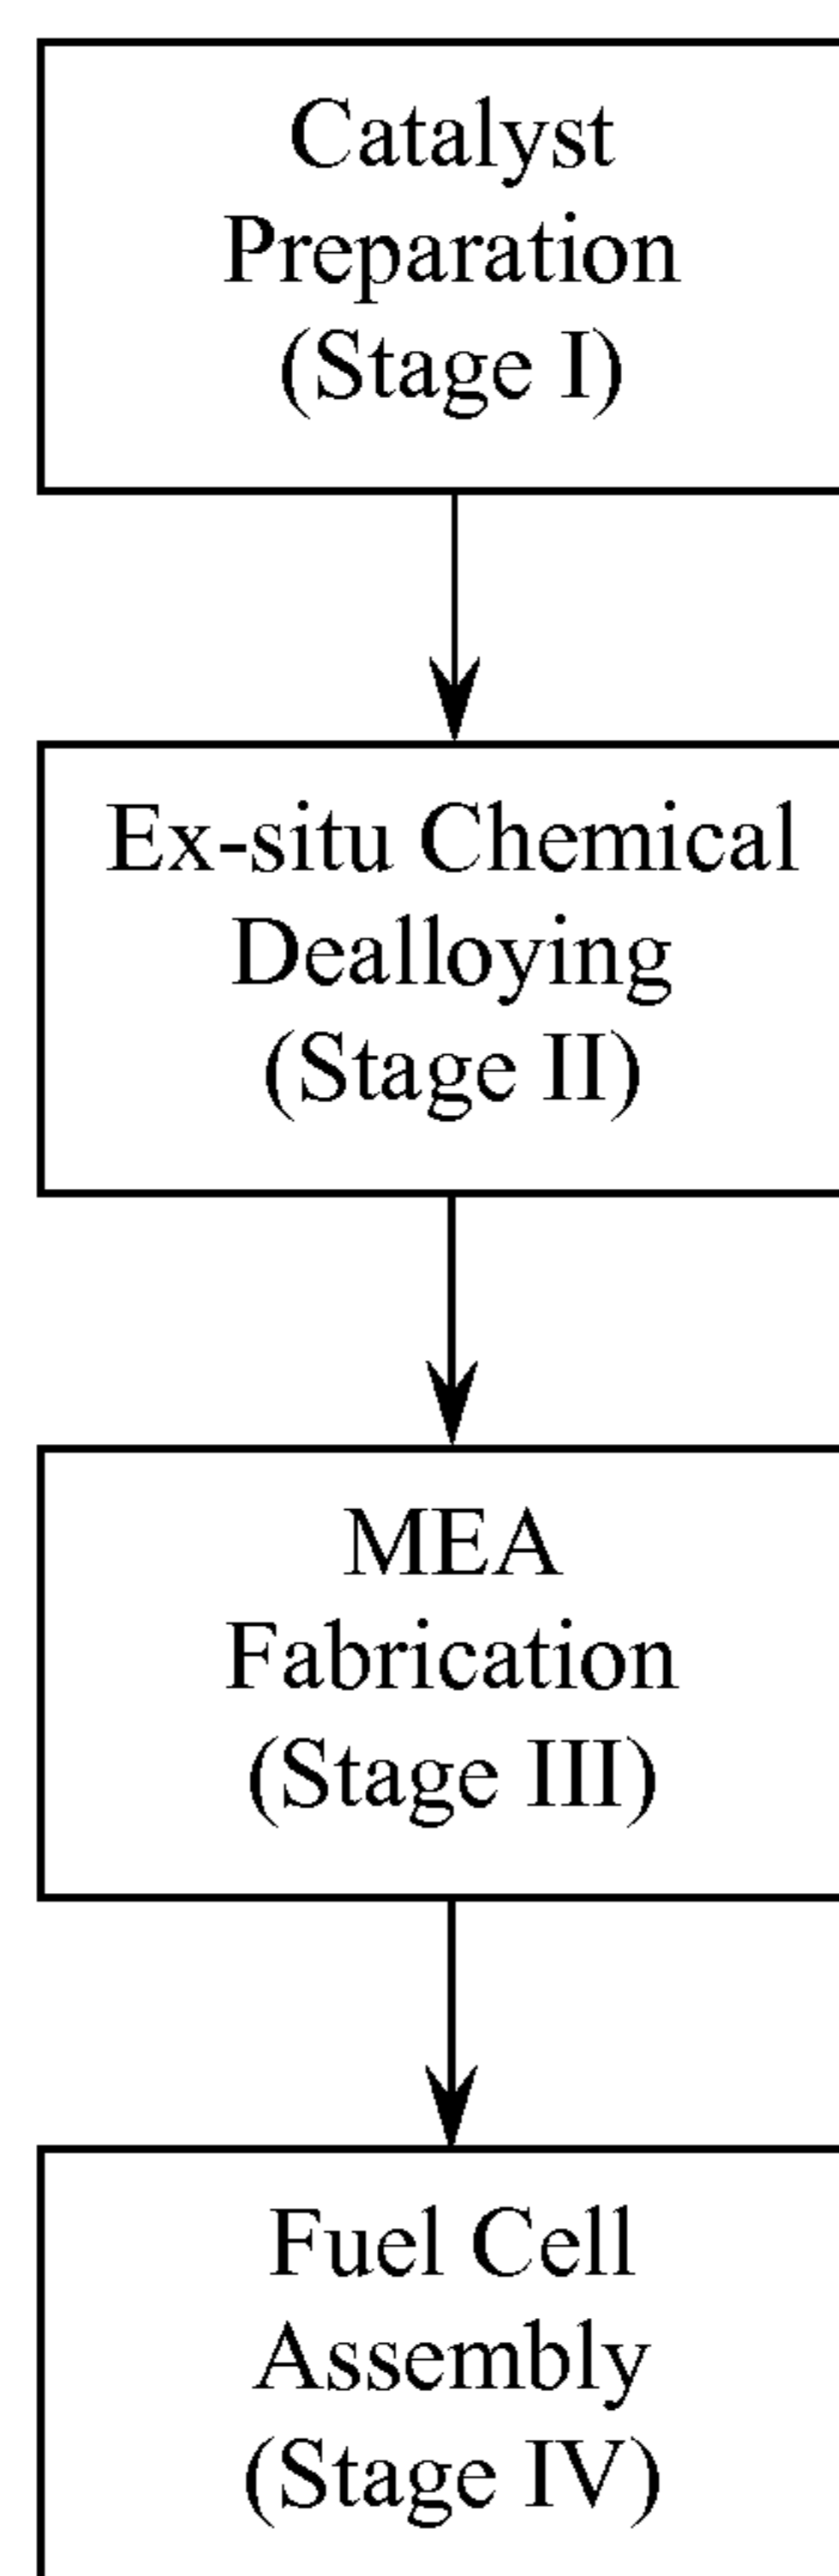 Catalyst
Preparation
(Stage I)
Ex-situ Chemical
Dealloying
(Stage II)
MEA
Fabrication
(Stage III)
Fuel Cell
Assembly
(Stage IV)